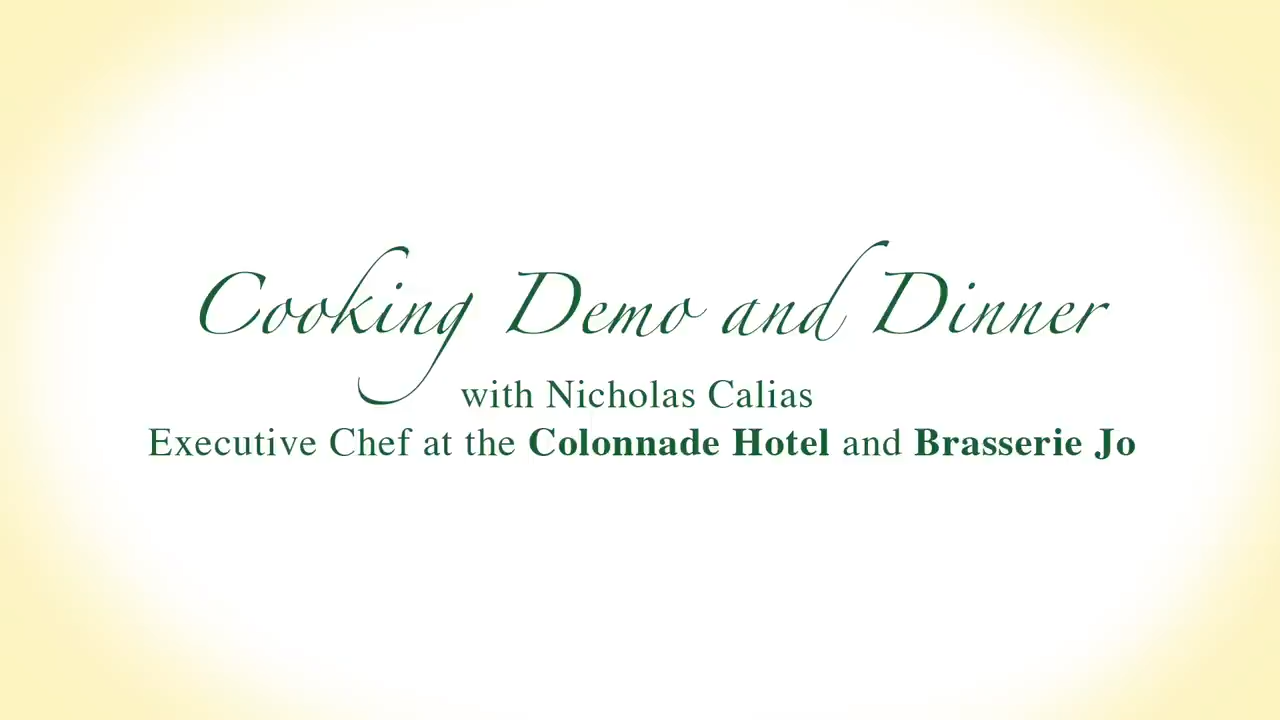 Cooking Demo and Dinner
with Nicholas Calias
Executive Chef at the Colonnade Hotel and Brasserie Jo